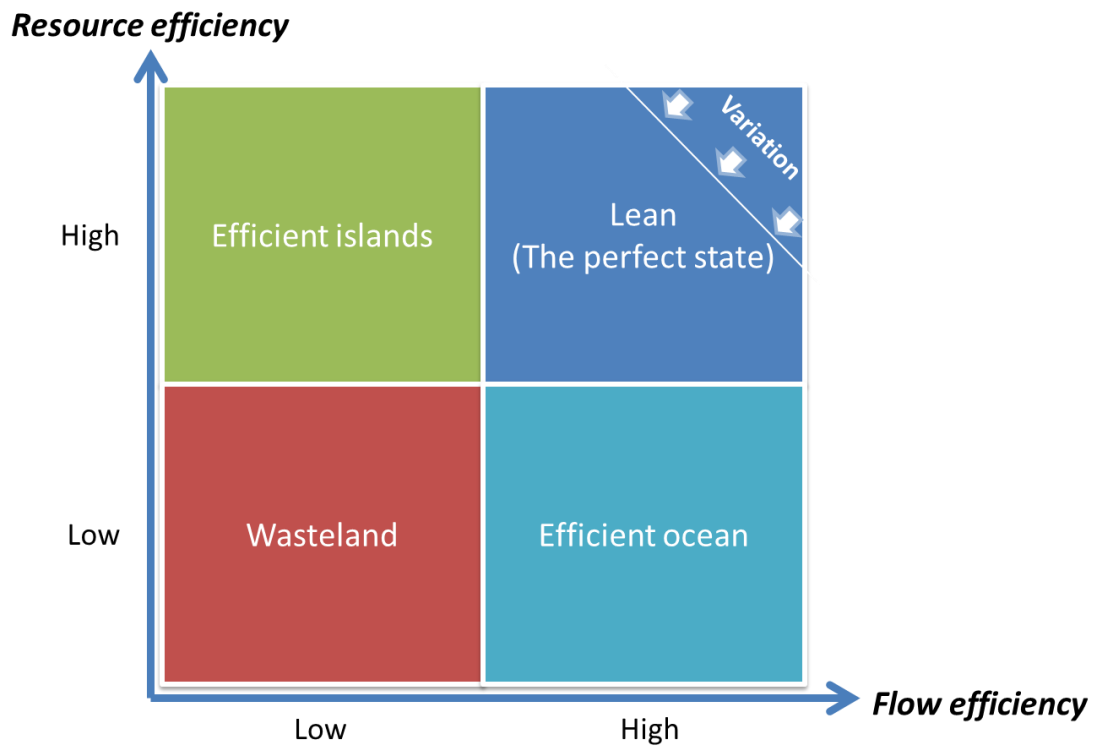 Resource efficiency
High
Efficient islands
Variation
Lean
(The perfect state)
Low
Wasteland
Efficient ocean
Low
High
Flow efficiency